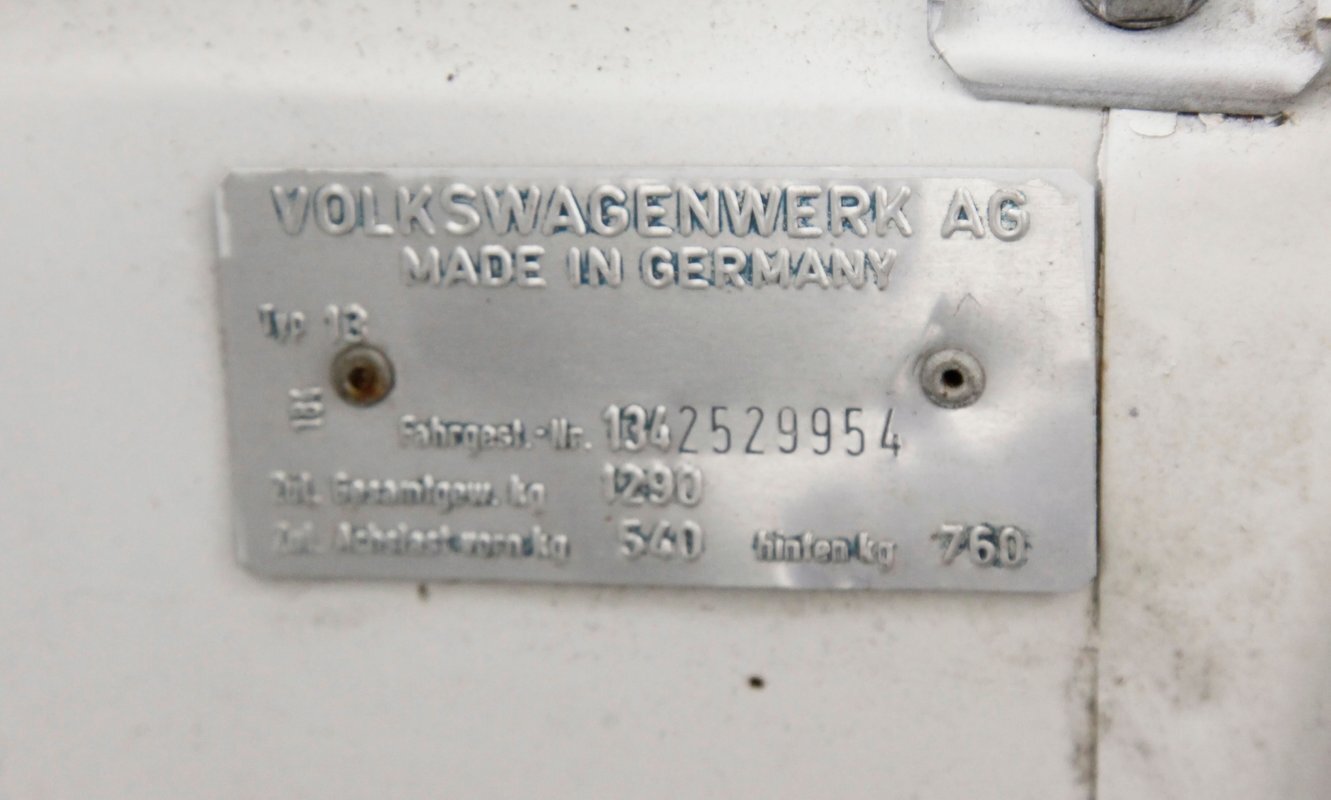 VOLKSWAGENWERK AG
MADE IN GERMANY
Typ 13
Fahrgest.-Nr. 1342529954
Zul. Gesamtgew. kg 1290
Zul. Achslast vorn kg 540 hinten kg 760